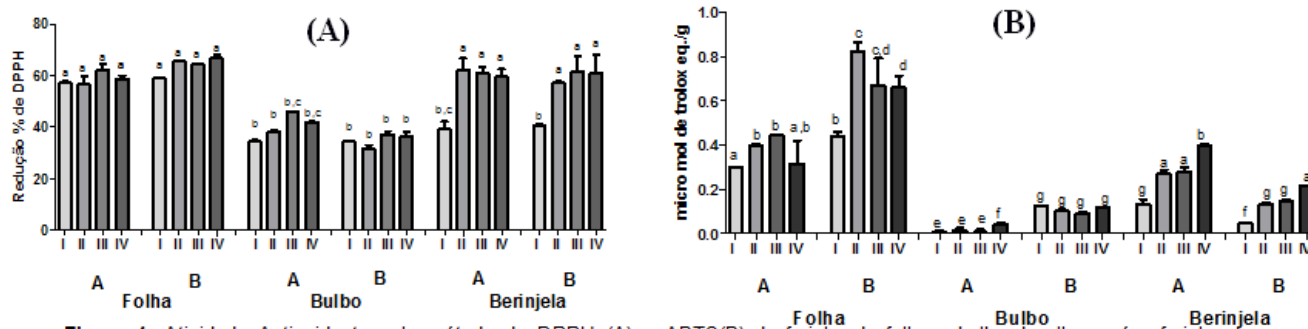 (A)
Redução % de DPPH
80
60
40
20
0
a a a a a a a a b b b,c b,c b b b b b,c a a a b a a a
I II III IV I II III IV I II III IV I II III IV I II III IV I II III IV
A B A B A B
Folha Bulbo Berinjela
(B)
micro mol de trolox eq./g
1.0
0.8
0.6
0.4
0.2
0.0
a b b a,b b c c,d d e e e f g g g g g a a b f g g a
I II III IV I II III IV I II III IV I II III IV I II III IV I II III IV
A B A B A B
Folha Bulbo Berinjela